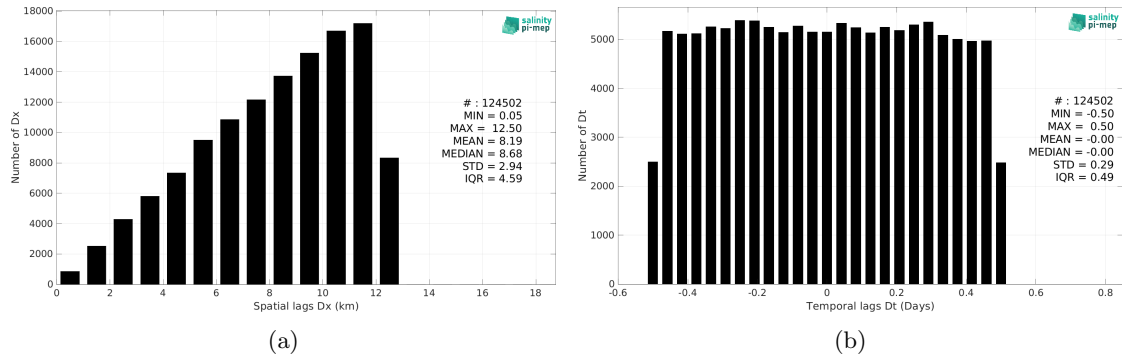 18000
16000
14000
12000
10000
8000
6000
4000
2000
0
Number of Dx
0 2 4 6 8 10 12 14 16 18
Spatial lags Dx (km)
salinity
pi-mep
# : 124502
MIN = 0.05
MAX = 12.50
MEAN = 8.19
MEDIAN = 8.68
STD = 2.94
IQR = 4.59
(a)
5000
4000
3000
2000
1000
0
Number of Dt
-0.6 -0.4 -0.2 0 0.2 0.4 0.6 0.8
Temporal lags Dt (Days)
salinity
pi-mep
# : 124502
MIN = -0.50
MAX = 0.50
MEAN = -0.00
MEDIAN = -0.00
STD = 0.29
IQR = 0.49
(b)